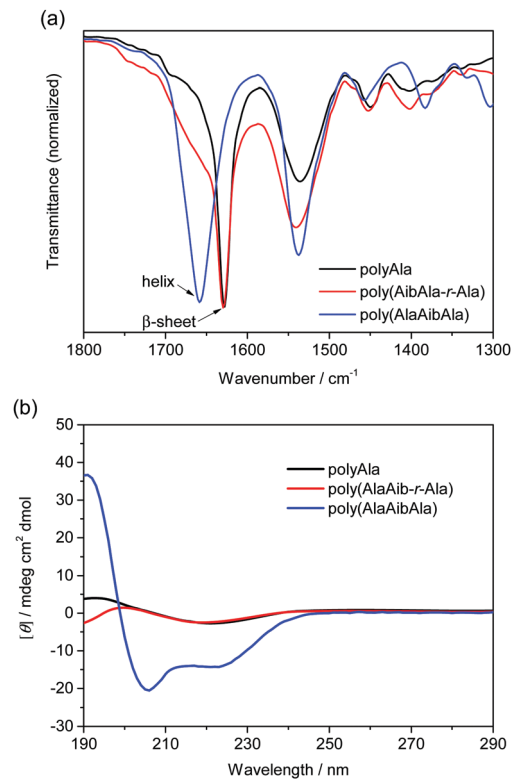 (a)
Transmittance (normalized)
helix
β-sheet
polyAla
poly(AibAla-r-Ala)
poly(AlaAibAla)
1800 1700 1600 1500 1400 1300
Wavenumber / cm-1
(b)
50
40
30
20
10
0
-10
-20
-30
[θ] / mdeg cm2 dmol
polyAla
poly(AlaAib-r-Ala)
poly(AlaAibAla)
190 210 230 250 270 290
Wavelength / nm